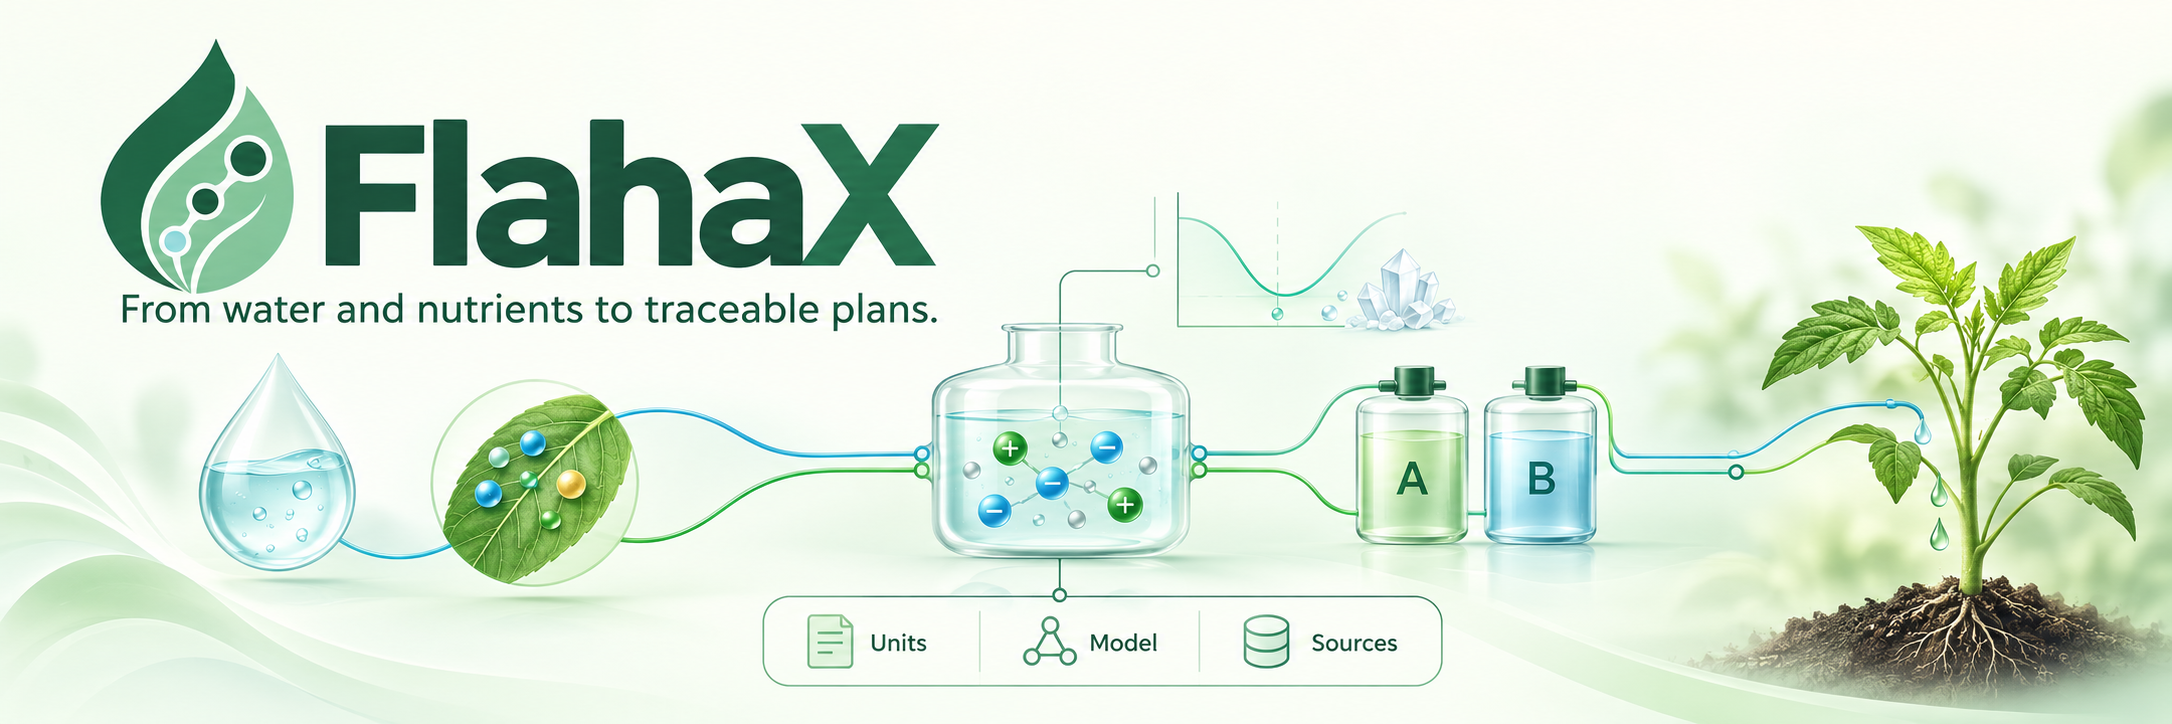 FlahaX
From water and nutrients to traceable plans.
+
−
−
−
+
A
B
Units
Model
Sources